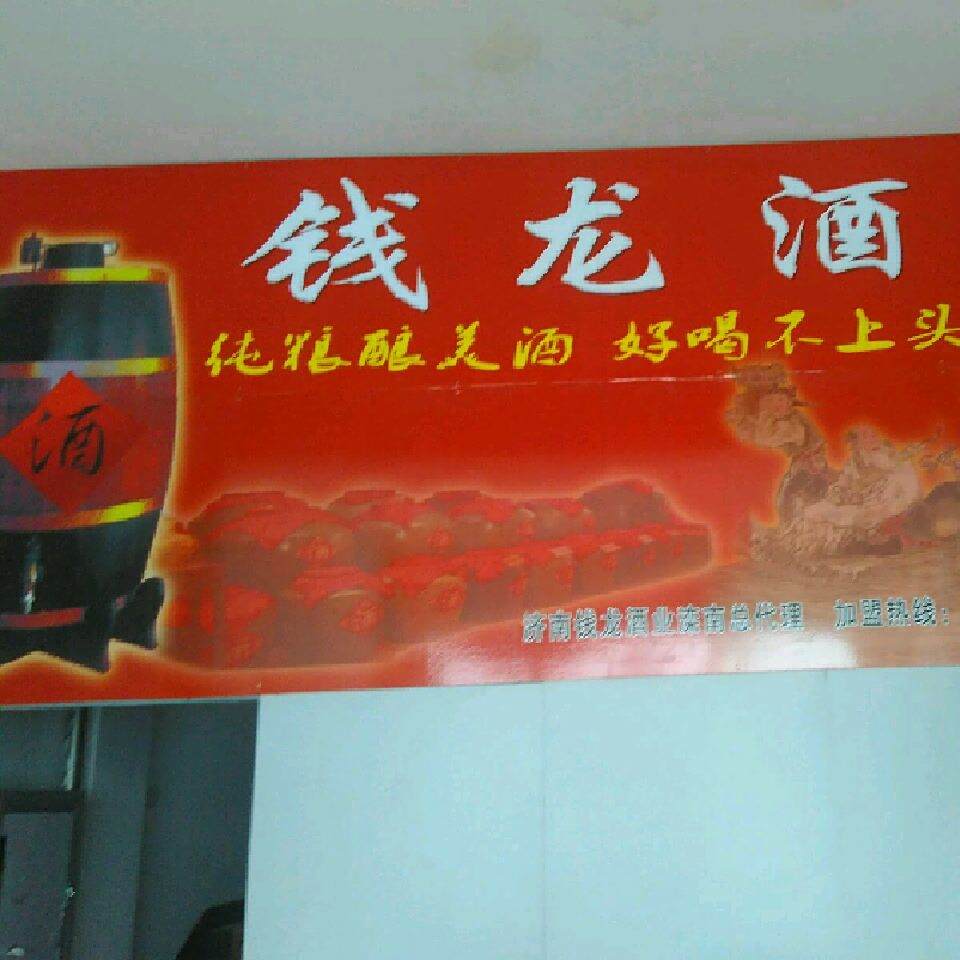 钱龙酒
纯粮酿美酒 好喝不上头
酒
济南钱龙酒业滦南总代理 加盟热线: